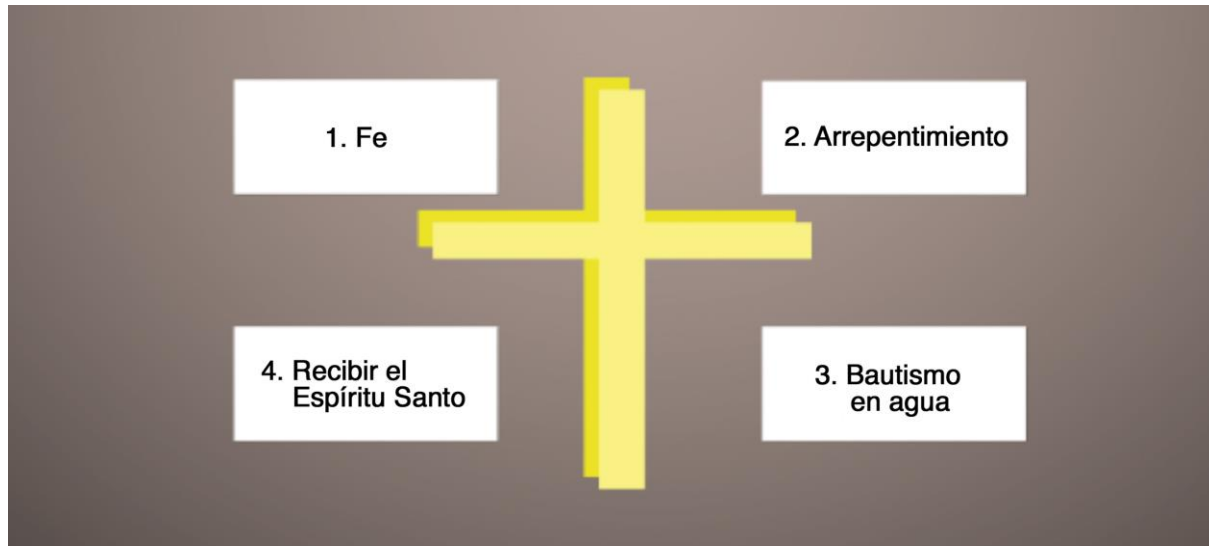 1. Fe
2. Arrepentimiento
3. Bautismo
en agua
4. Recibir el
Espíritu Santo